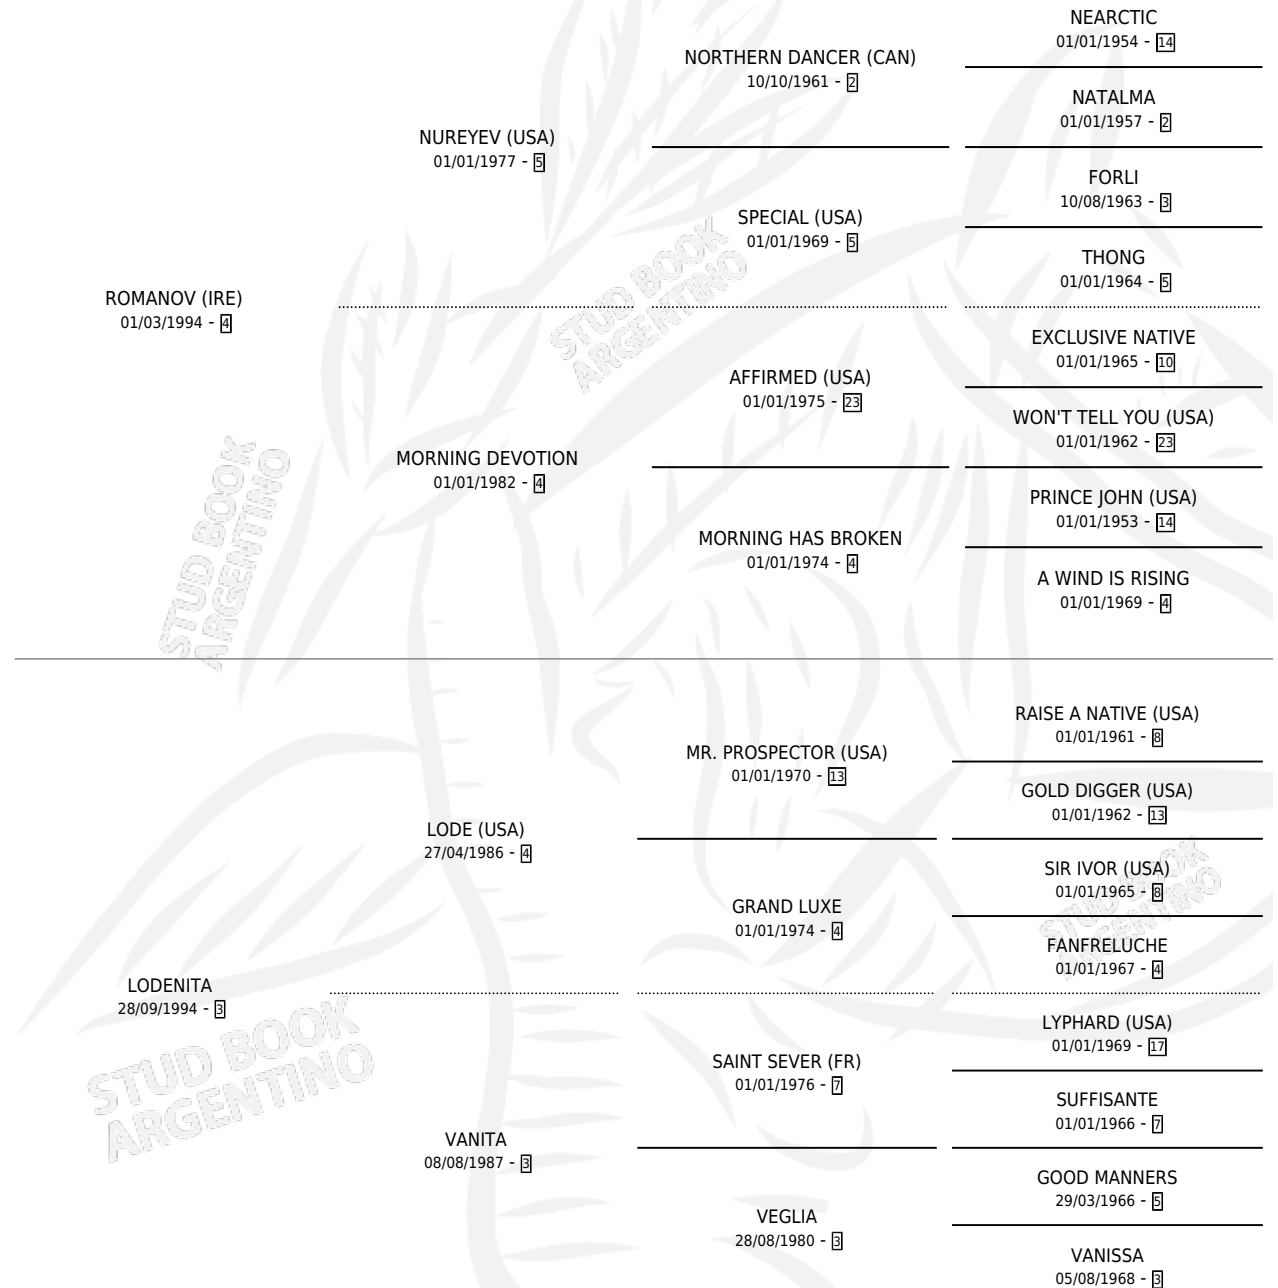 NEARCTIC
01/01/1954 - 14
NORTHERN DANCER (CAN)
10/10/1961 - 2
NATALMA
01/01/1957 - 2
NUREYEV (USA)
01/01/1977 - 5
FORLI
10/08/1963 - 3
SPECIAL (USA)
01/01/1969 - 5
THONG
01/01/1964 - 5
ROMANOV (IRE)
01/03/1994 - 4
EXCLUSIVE NATIVE
01/01/1965 - 10
AFFIRMED (USA)
01/01/1975 - 23
WON'T TELL YOU (USA)
01/01/1962 - 23
MORNING DEVOTION
01/01/1982 - 4
PRINCE JOHN (USA)
01/01/1953 - 14
MORNING HAS BROKEN
01/01/1974 - 4
A WIND IS RISING
01/01/1969 - 4
RAISE A NATIVE (USA)
01/01/1961 - 8
MR. PROSPECTOR (USA)
01/01/1970 - 13
GOLD DIGGER (USA)
01/01/1962 - 13
LODE (USA)
27/04/1986 - 4
SIR IVOR (USA)
01/01/1965 - 8
GRAND LUXE
01/01/1974 - 4
FANFRELUCHE
01/01/1967 - 4
LODENITA
28/09/1994 - 3
LYPHARD (USA)
01/01/1969 - 17
SAINT SEVER (FR)
01/01/1976 - 7
SUFFISANTE
01/01/1966 - 7
VANITA
08/08/1987 - 3
GOOD MANNERS
29/03/1966 - 5
VEGLIA
28/08/1980 - 3
VANISSA
05/08/1968 - 3
STUD BOOK
ARGENTINO
STUD BOOK
ARGENTINO
STUD BOOK
ARGENTINO
STUD BOOK
ARGENTINO